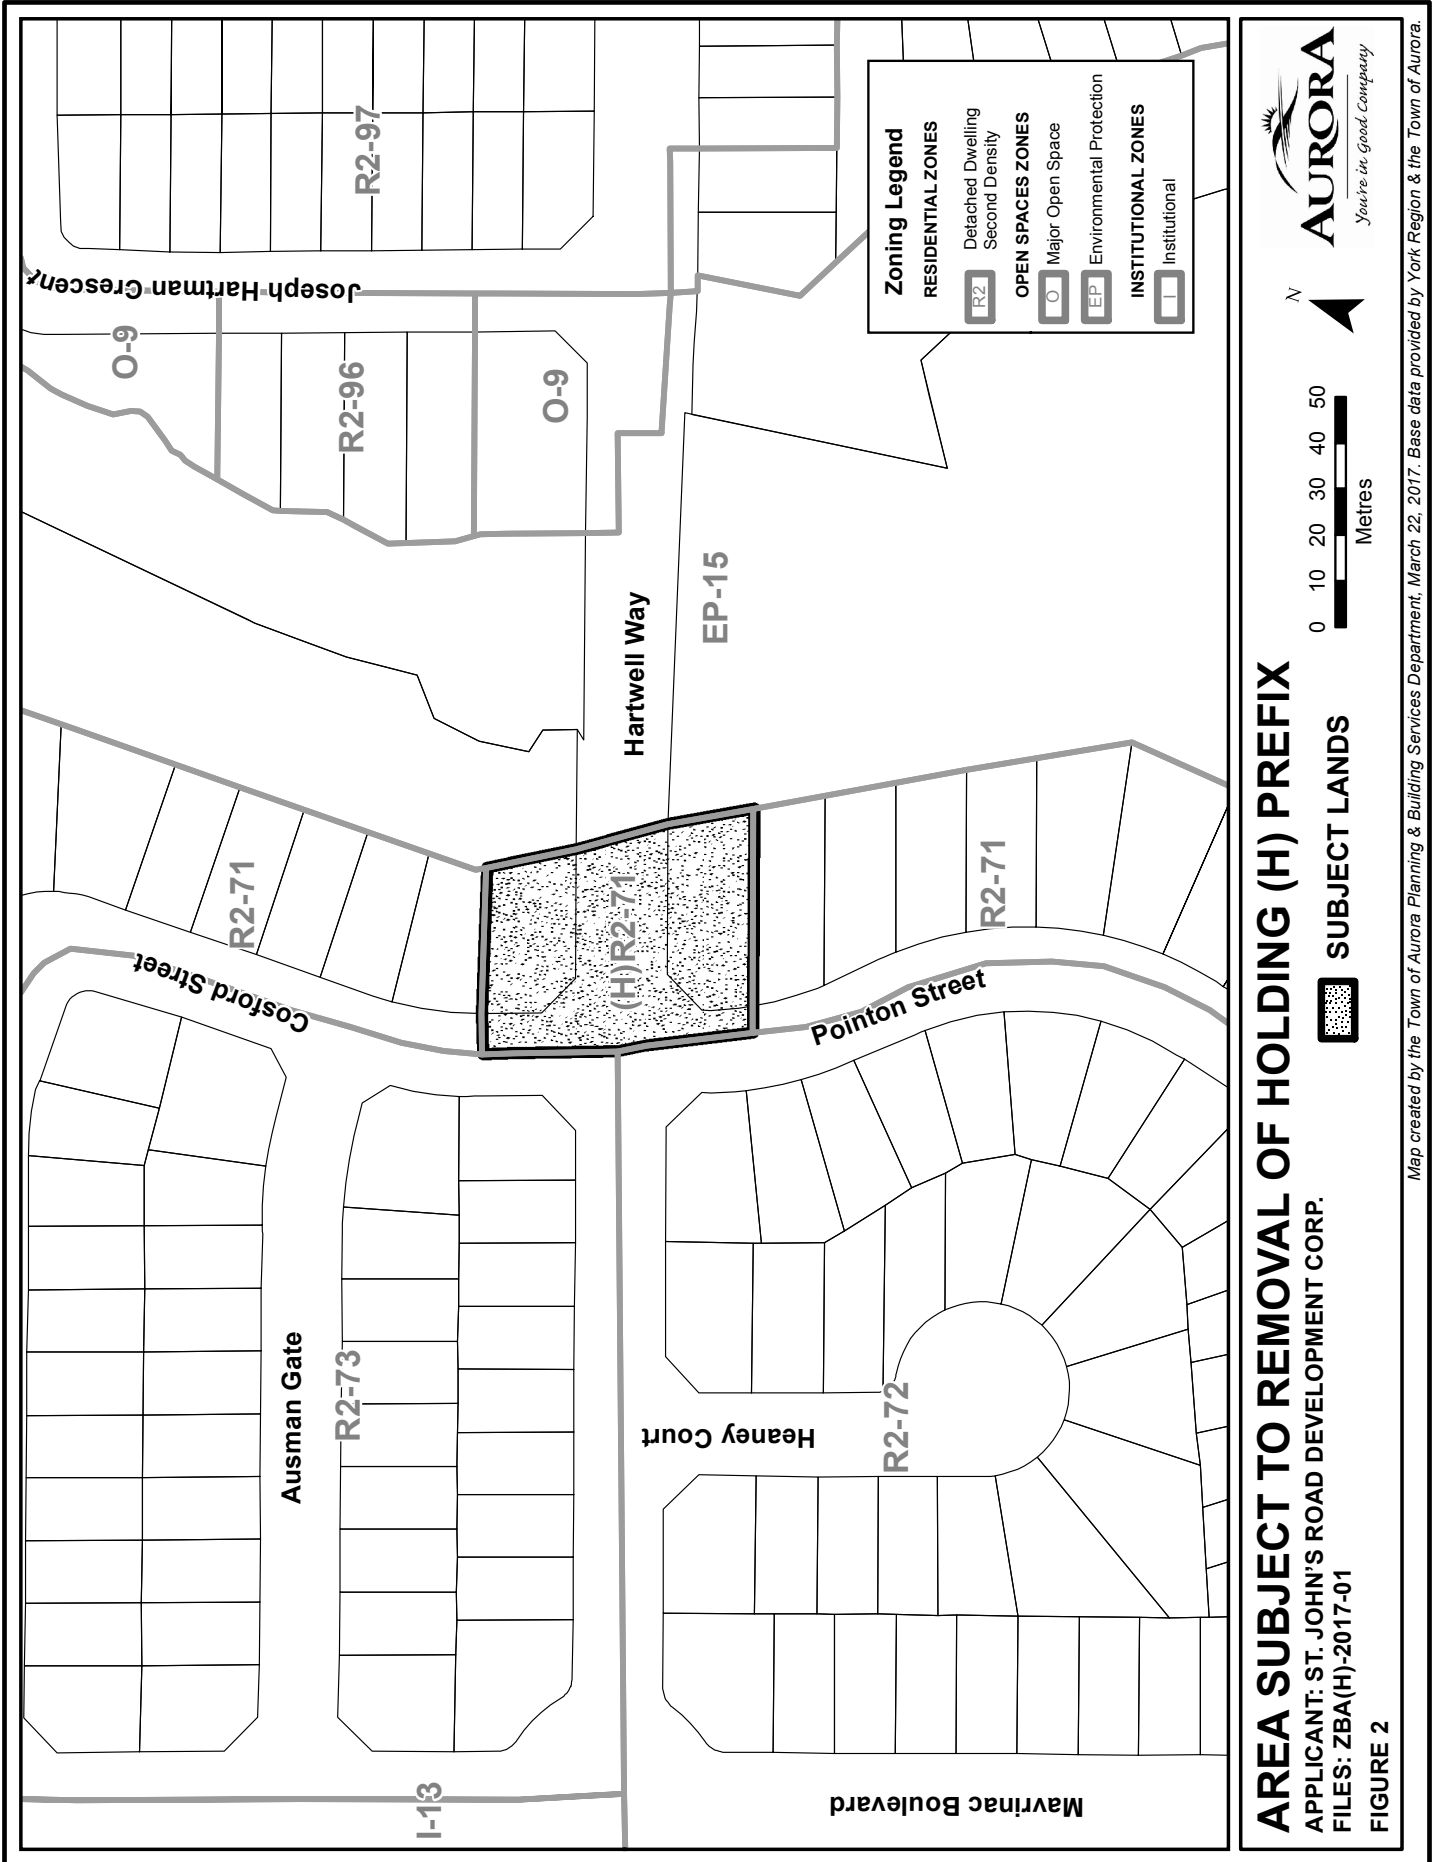 I-13
Mavrinac Boulevard
Ausman Gate
R2-73
Heaney Court
R2-72
Cosford Street
R2-71
(H)R2-71
Pointon Street
R2-71
Hartwell Way
EP-15
O-9
R2-96
O-9
Joseph Hartman Crescent
R2-97
Zoning Legend
RESIDENTIAL ZONES
R2 Detached Dwelling
Second Density
OPEN SPACES ZONES
O Major Open Space
EP Environmental Protection
INSTITUTIONAL ZONES
I Institutional
AREA SUBJECT TO REMOVAL OF HOLDING (H) PREFIX
APPLICANT: ST. JOHN'S ROAD DEVELOPMENT CORP.
FILES: ZBA(H)-2017-01
FIGURE 2
SUBJECT LANDS
0 10 20 30 40 50
Metres
N
AURORA
You're in Good Company
Map created by the Town of Aurora Planning & Building Services Department, March 22, 2017. Base data provided by York Region & the Town of Aurora.